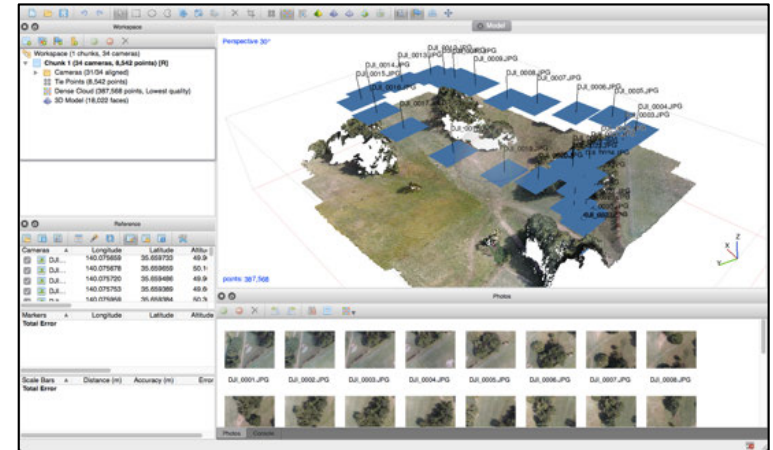 Workspace
Model
Workspace (1 chunks, 34 cameras)
Chunk 1 (34 cameras, 8,542 points) [R]
Cameras (31/34 aligned)
Tie Points (8,542 points)
Dense Cloud (387,568 points, Lowest quality)
3D Model (18,022 faces)
Perspective 30°
DJI_0009.JPG
DJI_0014.JPG
DJI_0015.JPG
DJI_0008.JPG
DJI_0007.JPG
DJI_0006.JPG
DJI_0005.JPG
DJI_0004.JPG
DJI_0003.JPG
DJI_0017.JPG
points: 387,568
Z
X
Y
Reference
Cameras Longitude Latitude
DJI... 140.075659 35.659733
DJI... 140.075678 35.659659
DJI... 140.075720 35.659486
DJI... 140.075753 35.659369
Markers Longitude Latitude Altitude
Total Error
Scale Bars Distance (m) Accuracy (m) Error
Total Error
Photos
DJI_0001.JPG DJI_0002.JPG DJI_0003.JPG DJI_0004.JPG DJI_0005.JPG DJI_0006.JPG DJI_0007.JPG DJI_0008.JPG
Photos Console